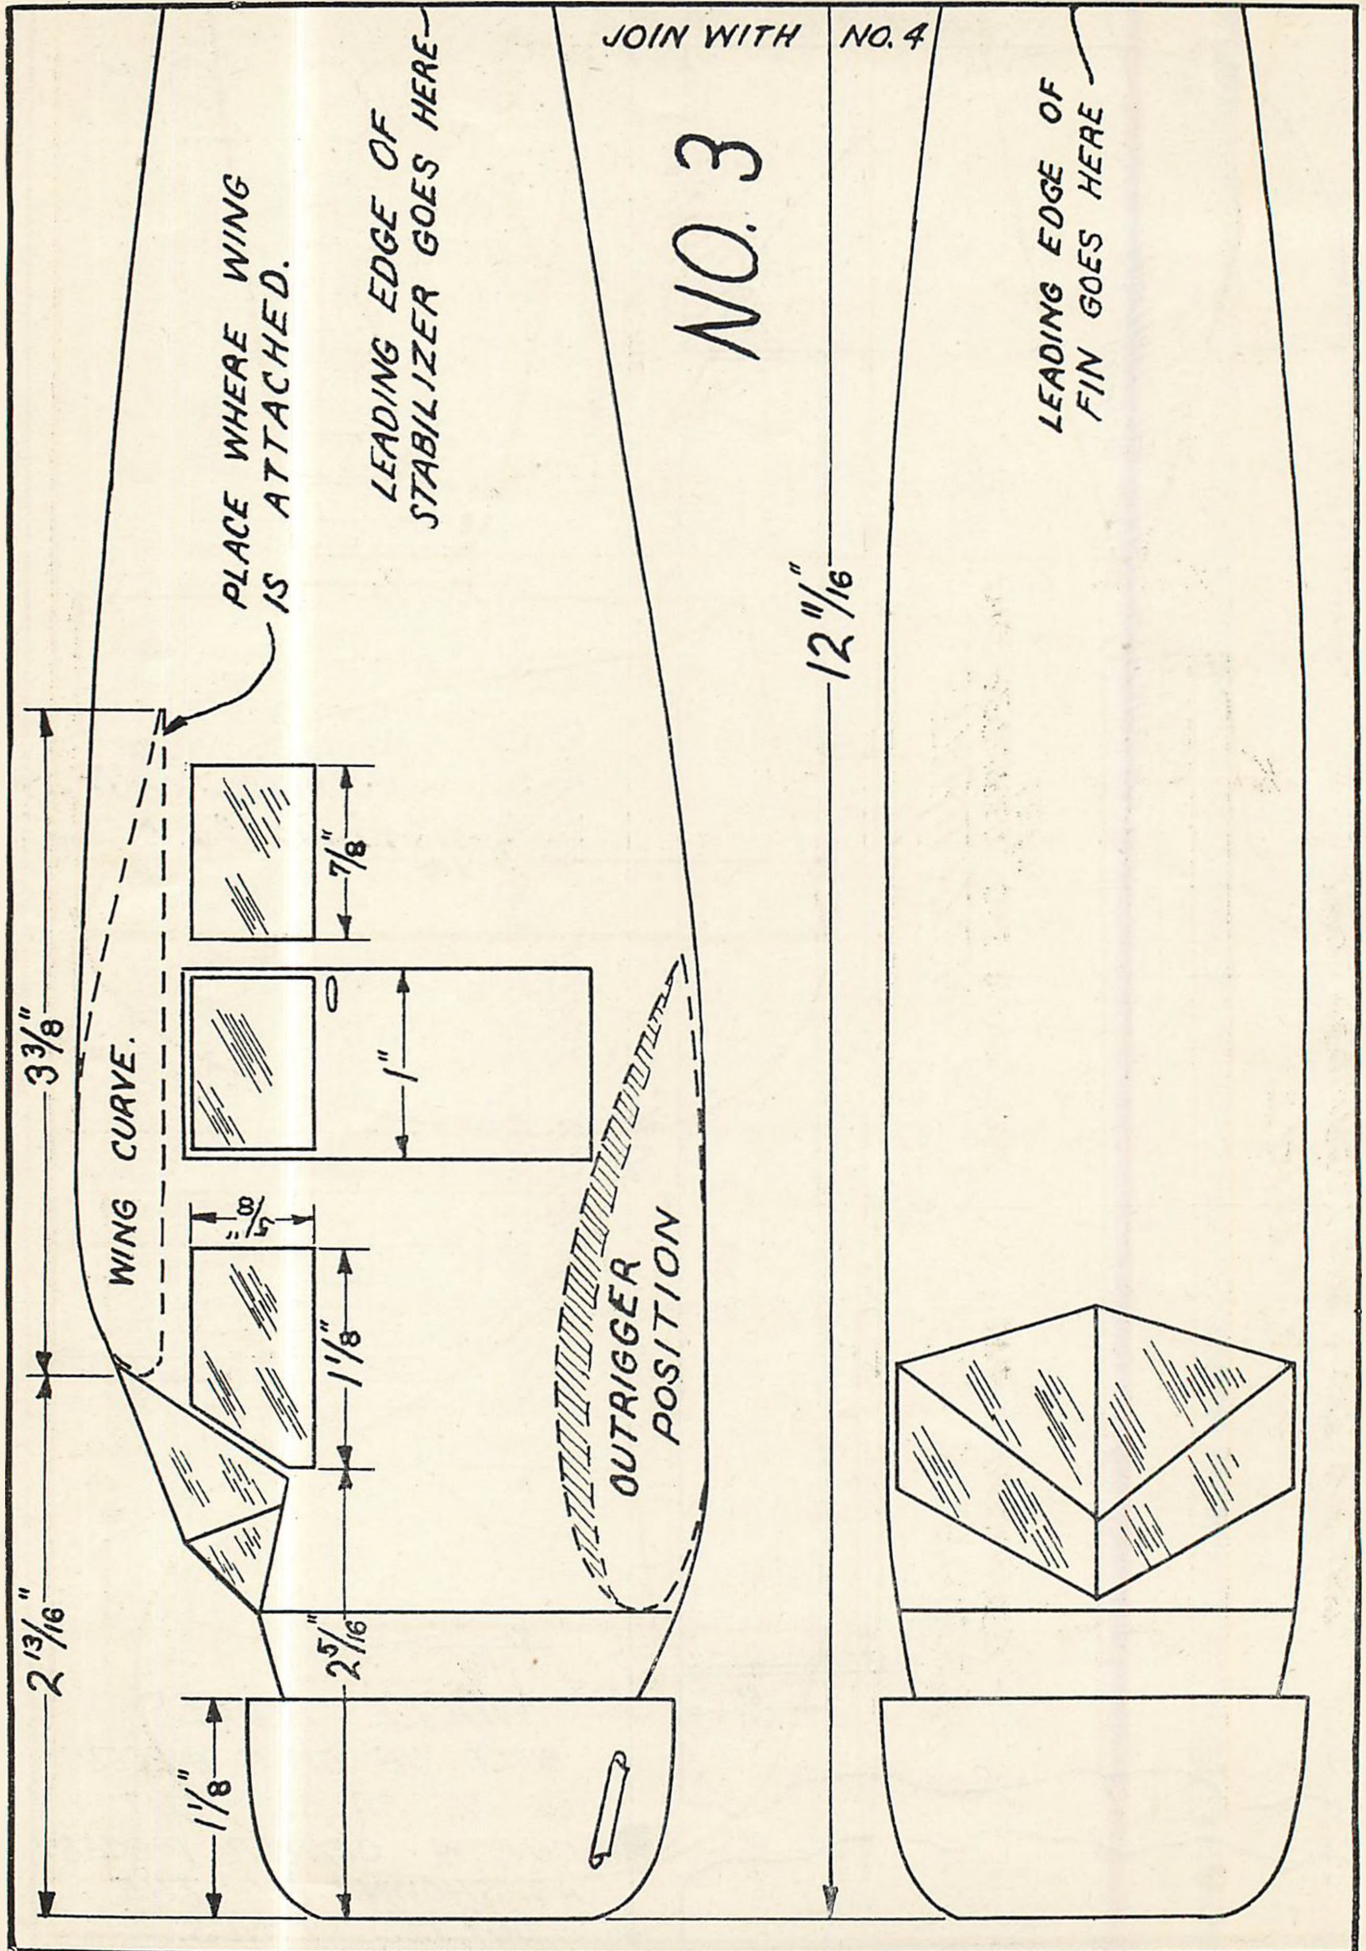 JOIN WITH NO. 4
LEADING EDGE OF
STABILIZER GOES HERE
PLACE WHERE WING
IS ATTACHED.
NO. 3
LEADING EDGE OF
FIN GOES HERE
12 11/16"
3 3/8"
7/8"
WING CURVE.
1"
5/8"
1 1/8"
OUTRIGGER
POSITION
2 13/16"
2 5/16"
1 1/8"